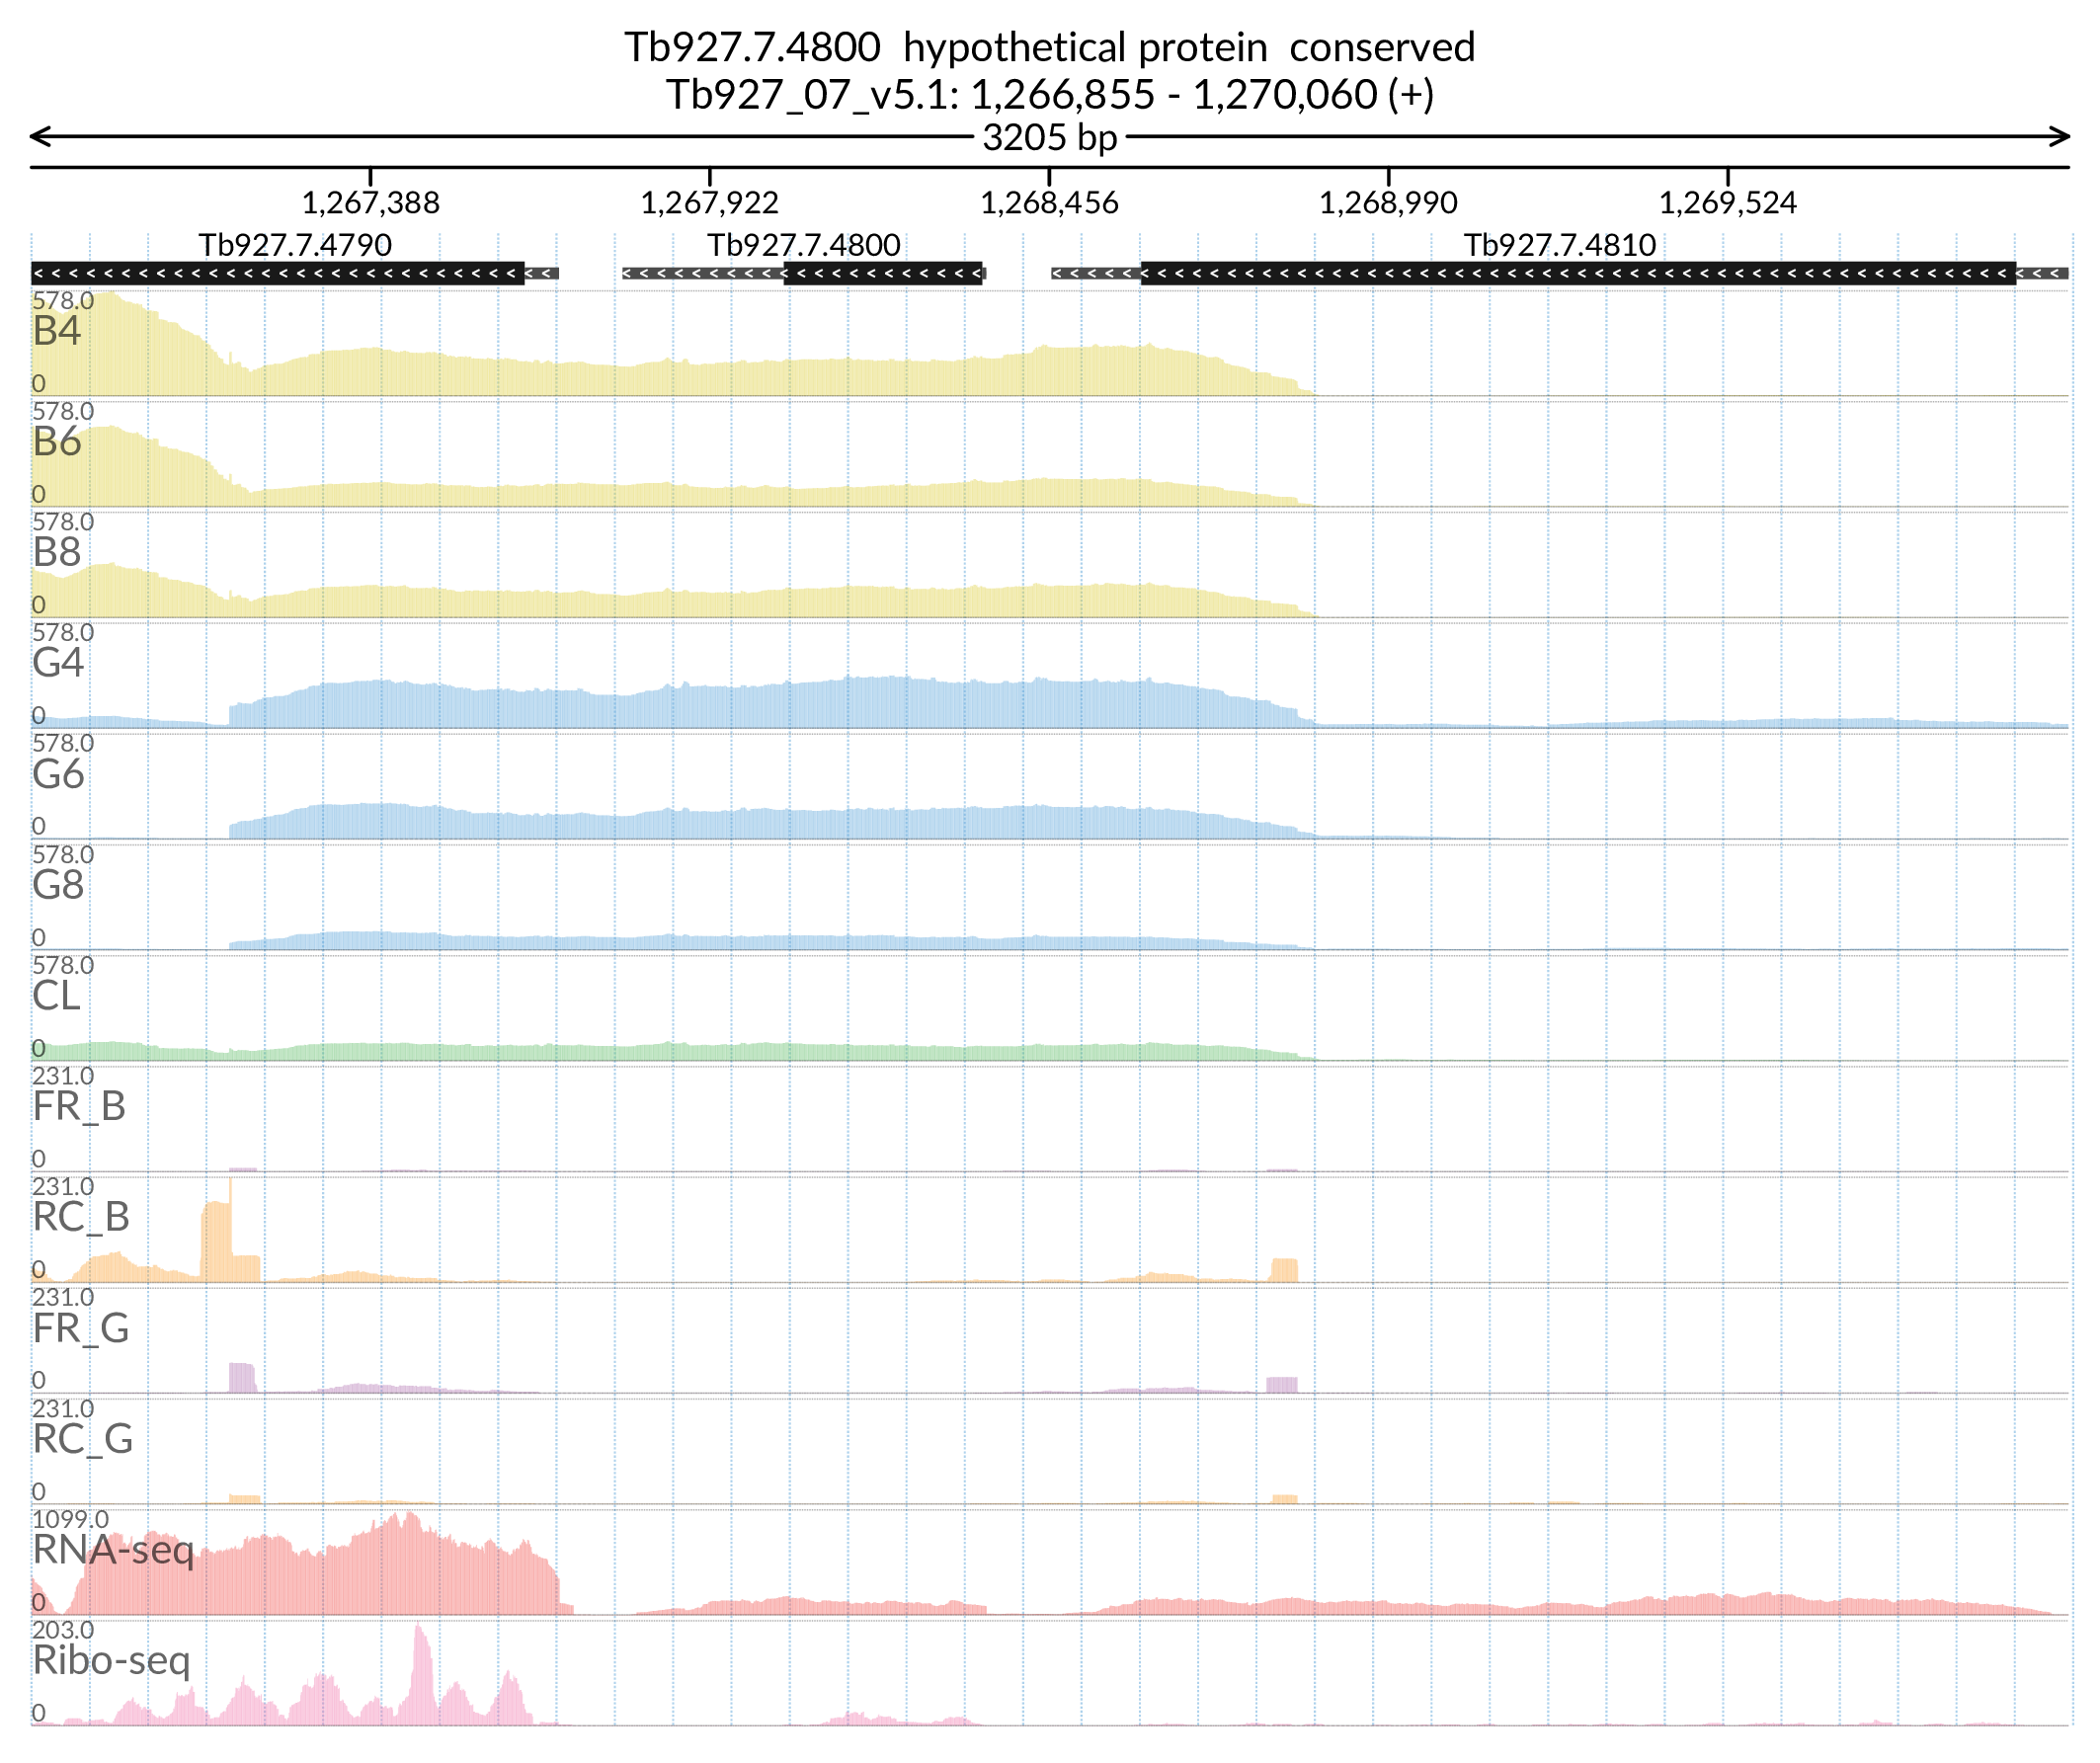 Tb927.7.4800 hypothetical protein conserved
Tb927_07_v5.1: 1,266,855 - 1,270,060 (+)
3205 bp
1,267,388 1,267,922 1,268,456 1,268,990 1,269,524
Tb927.7.4790 Tb927.7.4800 Tb927.7.4810
578.0
B4
0
578.0
B6
0
578.0
B8
0
578.0
G4
0
578.0
G6
0
578.0
G8
0
578.0
CL
0
231.0
FR_B
0
231.0
RC_B
0
231.0
FR_G
0
231.0
RC_G
0
1099.0
RNA-seq
0
203.0
Ribo-seq
0